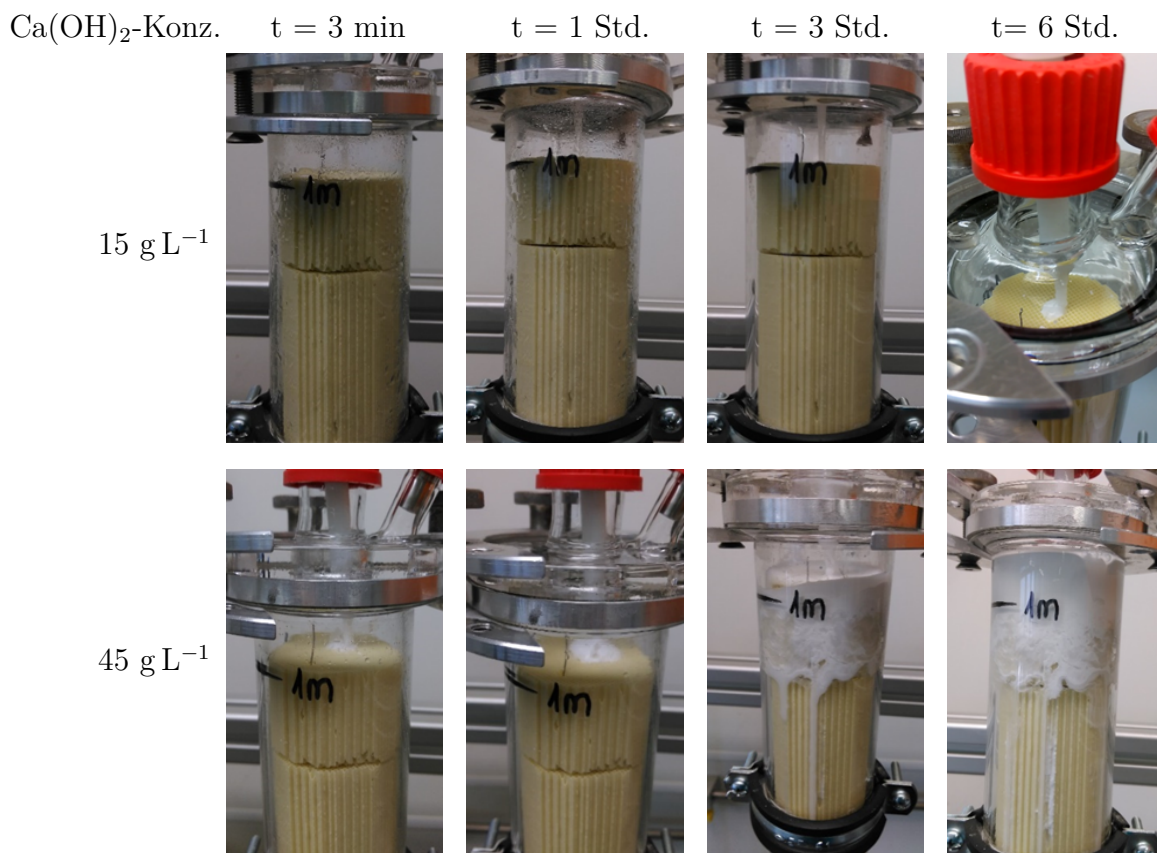 Ca(OH)₂-Konz. t = 3 min t = 1 Std. t = 3 Std. t= 6 Std.
15 g L⁻¹
1m 1m 1m
45 g L⁻¹
1m 1m 1m 1m